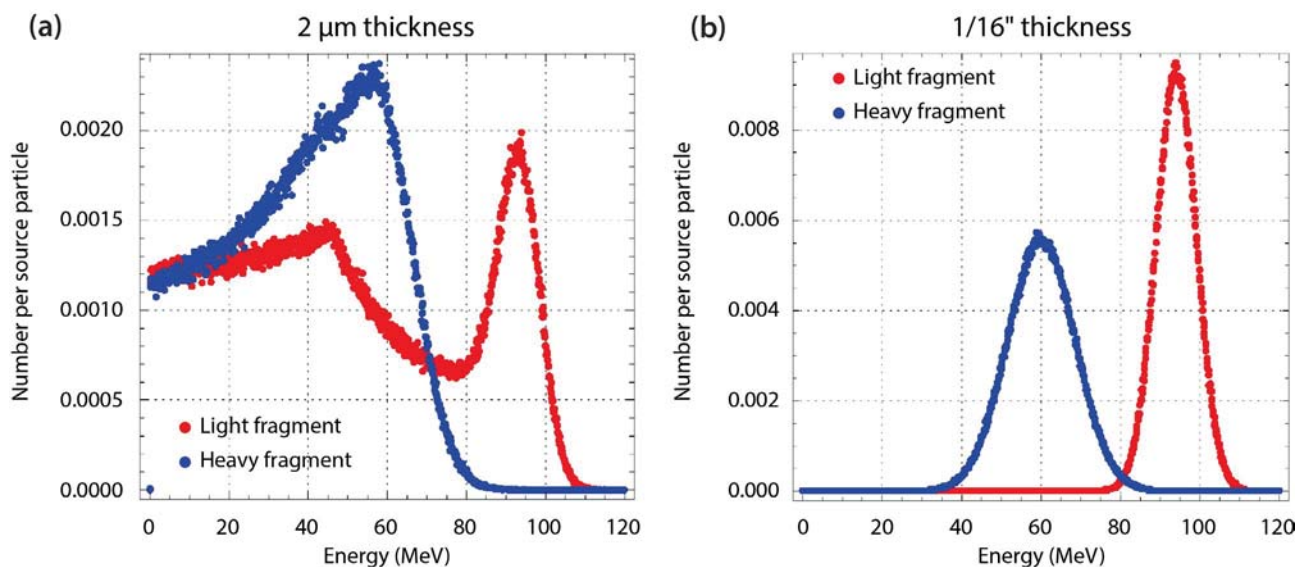 (a)
2 µm thickness
Number per source particle
0.0020
0.0015
0.0010
0.0005
0.0000
Light fragment
Heavy fragment
0 20 40 60 80 100 120
Energy (MeV)
(b)
1/16" thickness
Number per source particle
Light fragment
Heavy fragment
0.008
0.006
0.004
0.002
0.000
0 20 40 60 80 100 120
Energy (MeV)